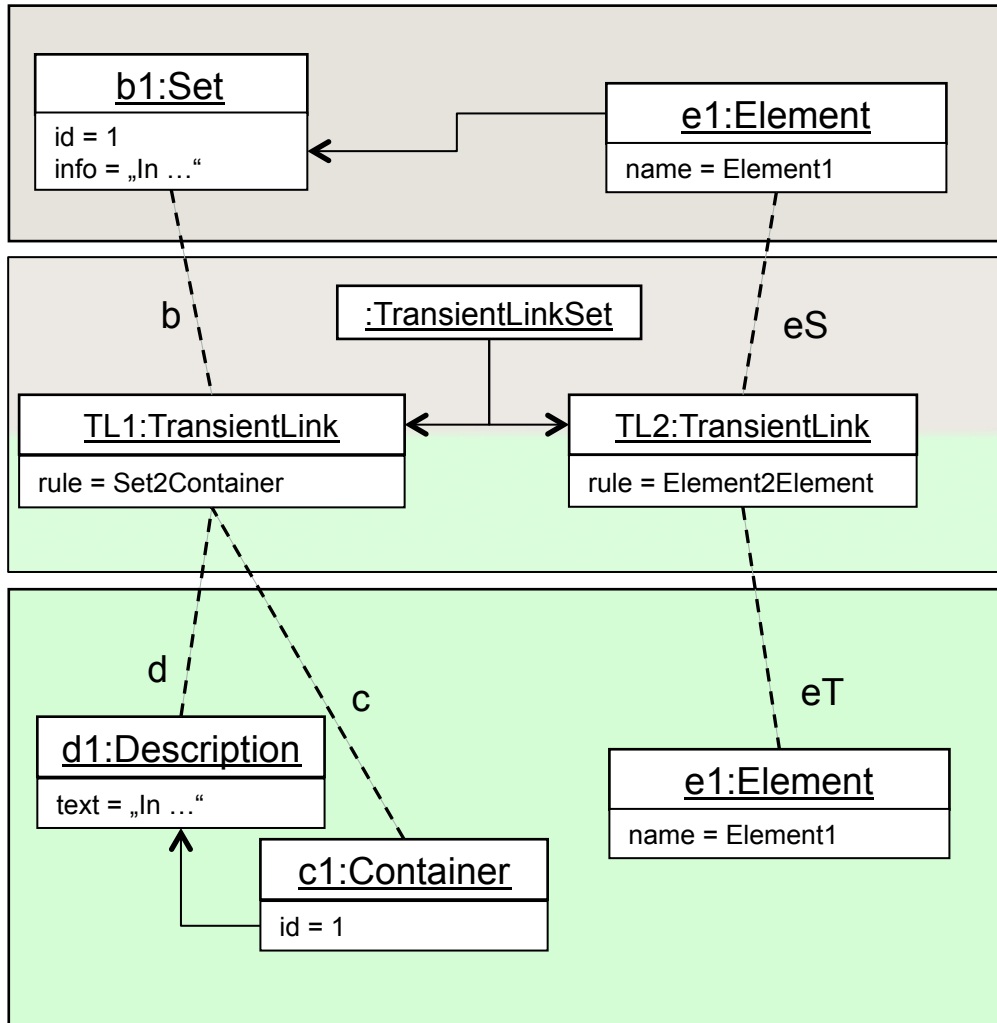 b1:Set
id = 1
info = „In …“
e1:Element
name = Element1
b
:TransientLinkSet
eS
TL1:TransientLink
rule = Set2Container
TL2:TransientLink
rule = Element2Element
d
c
eT
d1:Description
text = „In …“
e1:Element
name = Element1
c1:Container
id = 1